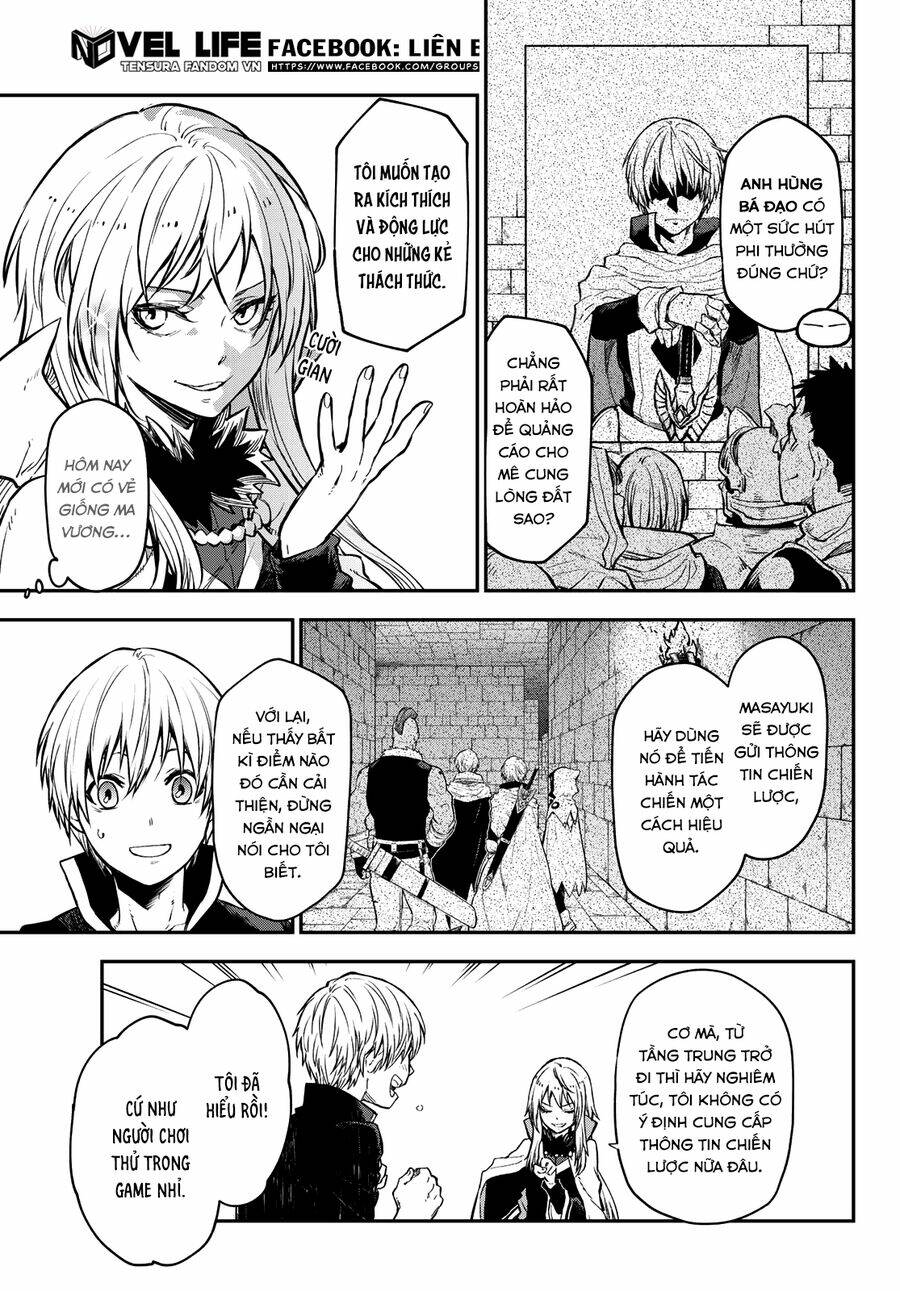 NOVEL LIFE
TENSURA FANDOM VN
FACEBOOK: LIÊN E
HTTPS://WWW.FACEBOOK.COM/GROUPS
ANH HÙNG
BÁ ĐẠO CÓ
MỘT SỨC HÚT
PHI THƯỜNG
ĐÚNG CHỨ?
CHẲNG
PHẢI RẤT
HOÀN HẢO
ĐỂ QUẢNG
CÁO CHO
MÊ CUNG
LÒNG ĐẤT
SAO?
TÔI MUỐN TẠO
RA KÍCH THÍCH
VÀ ĐỘNG LỰC
CHO NHỮNG KẺ
THÁCH THỨC.
CƯỜI
GIAN
HÔM NAY
MỚI CÓ VẺ
GIỐNG MA
VƯƠNG...
MASAYUKI
SẼ ĐƯỢC
GỬI THÔNG
TIN CHIẾN
LƯỢC,
HÃY DÙNG
NÓ ĐỂ TIẾN
HÀNH TÁC
CHIẾN MỘT
CÁCH HIỆU
QUẢ.
VỚI LẠI,
NẾU THẤY BẤT
KÌ ĐIỂM NÀO
ĐÓ CẦN CẢI
THIỆN, ĐỪNG
NGẦN NGẠI
NÓI CHO TÔI
BIẾT.
CƠ MÀ, TỪ
TẦNG TRUNG TRỞ
ĐI THÌ HÃY NGHIÊM
TÚC, TÔI KHÔNG CÓ
Ý ĐỊNH CUNG CẤP
THÔNG TIN CHIẾN
LƯỢC NỮA ĐÂU.
TÔI ĐÃ
HIỂU RỒI!
CỨ NHƯ
NGƯỜI CHƠI
THỬ TRONG
GAME NHỈ.